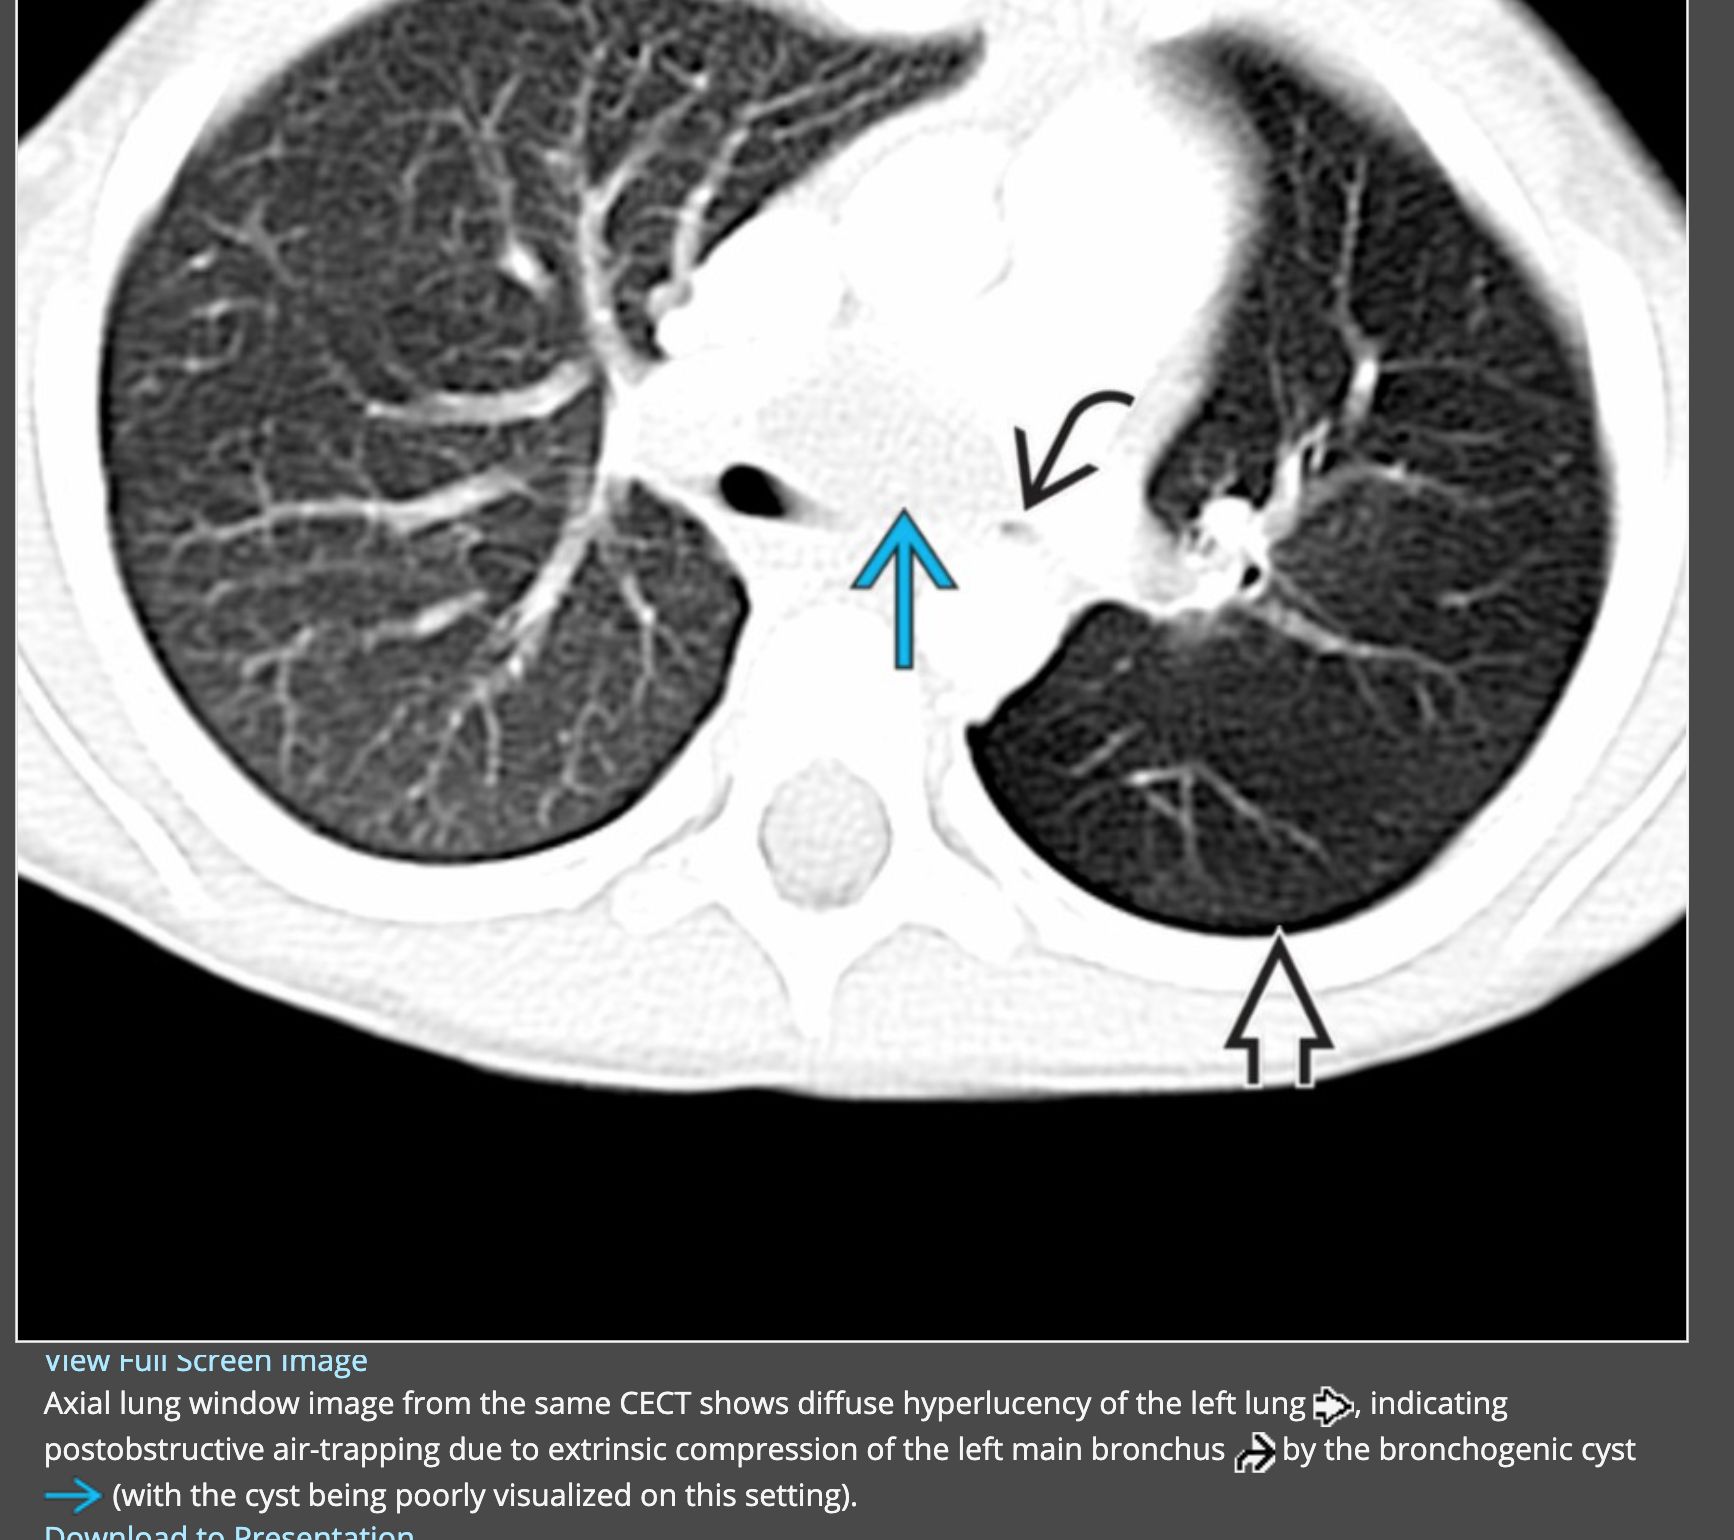 View Full Screen Image
Axial lung window image from the same CECT shows diffuse hyperlucency of the left lung , indicating
postobstructive air-trapping due to extrinsic compression of the left main bronchus by the bronchogenic cyst
(with the cyst being poorly visualized on this setting).
Download to Presentation